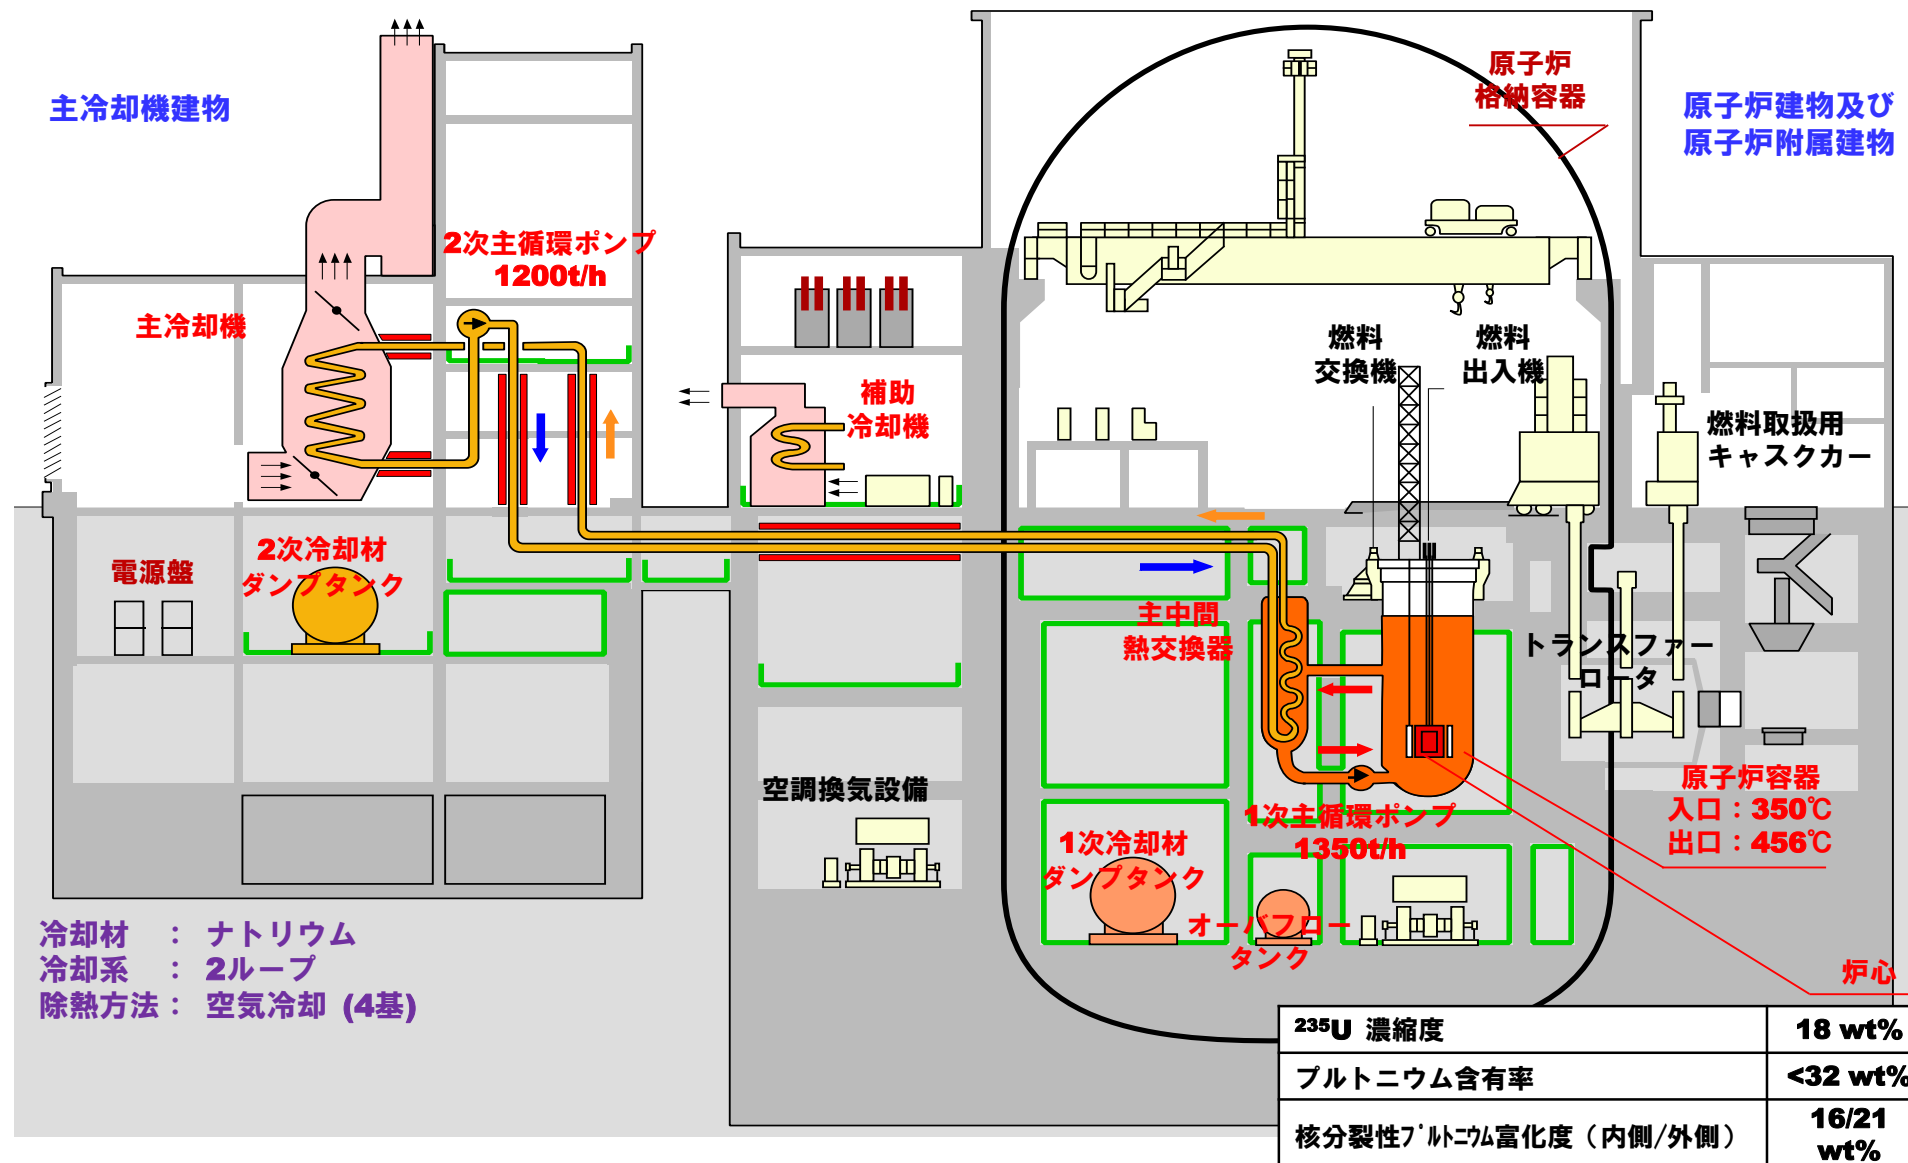 主冷却機建物
原子炉
格納容器
原子炉建物及び
原子炉附属建物
2次主循環ポンプ
1200t/h
主冷却機
補助
冷却機
燃料
交換機
燃料
出入機
燃料取扱用
キャスクカー
電源盤
2次冷却材
ダンプタンク
主中間
熱交換器
トランスファー
ロータ
空調換気設備
1次主循環ポンプ
1350t/h
原子炉容器
入口：350℃
出口：456℃
1次冷却材
ダンプタンク
オーバフロー
タンク
炉心
冷却材　：　ナトリウム
冷却系　：　2ループ
除熱方法：　空気冷却 (4基)
²³⁵U 濃縮度 18 wt%
プルトニウム含有率 <32 wt%
核分裂性ﾌﾟﾙﾄﾆｳﾑ富化度（内側/外側） 16/21
wt%